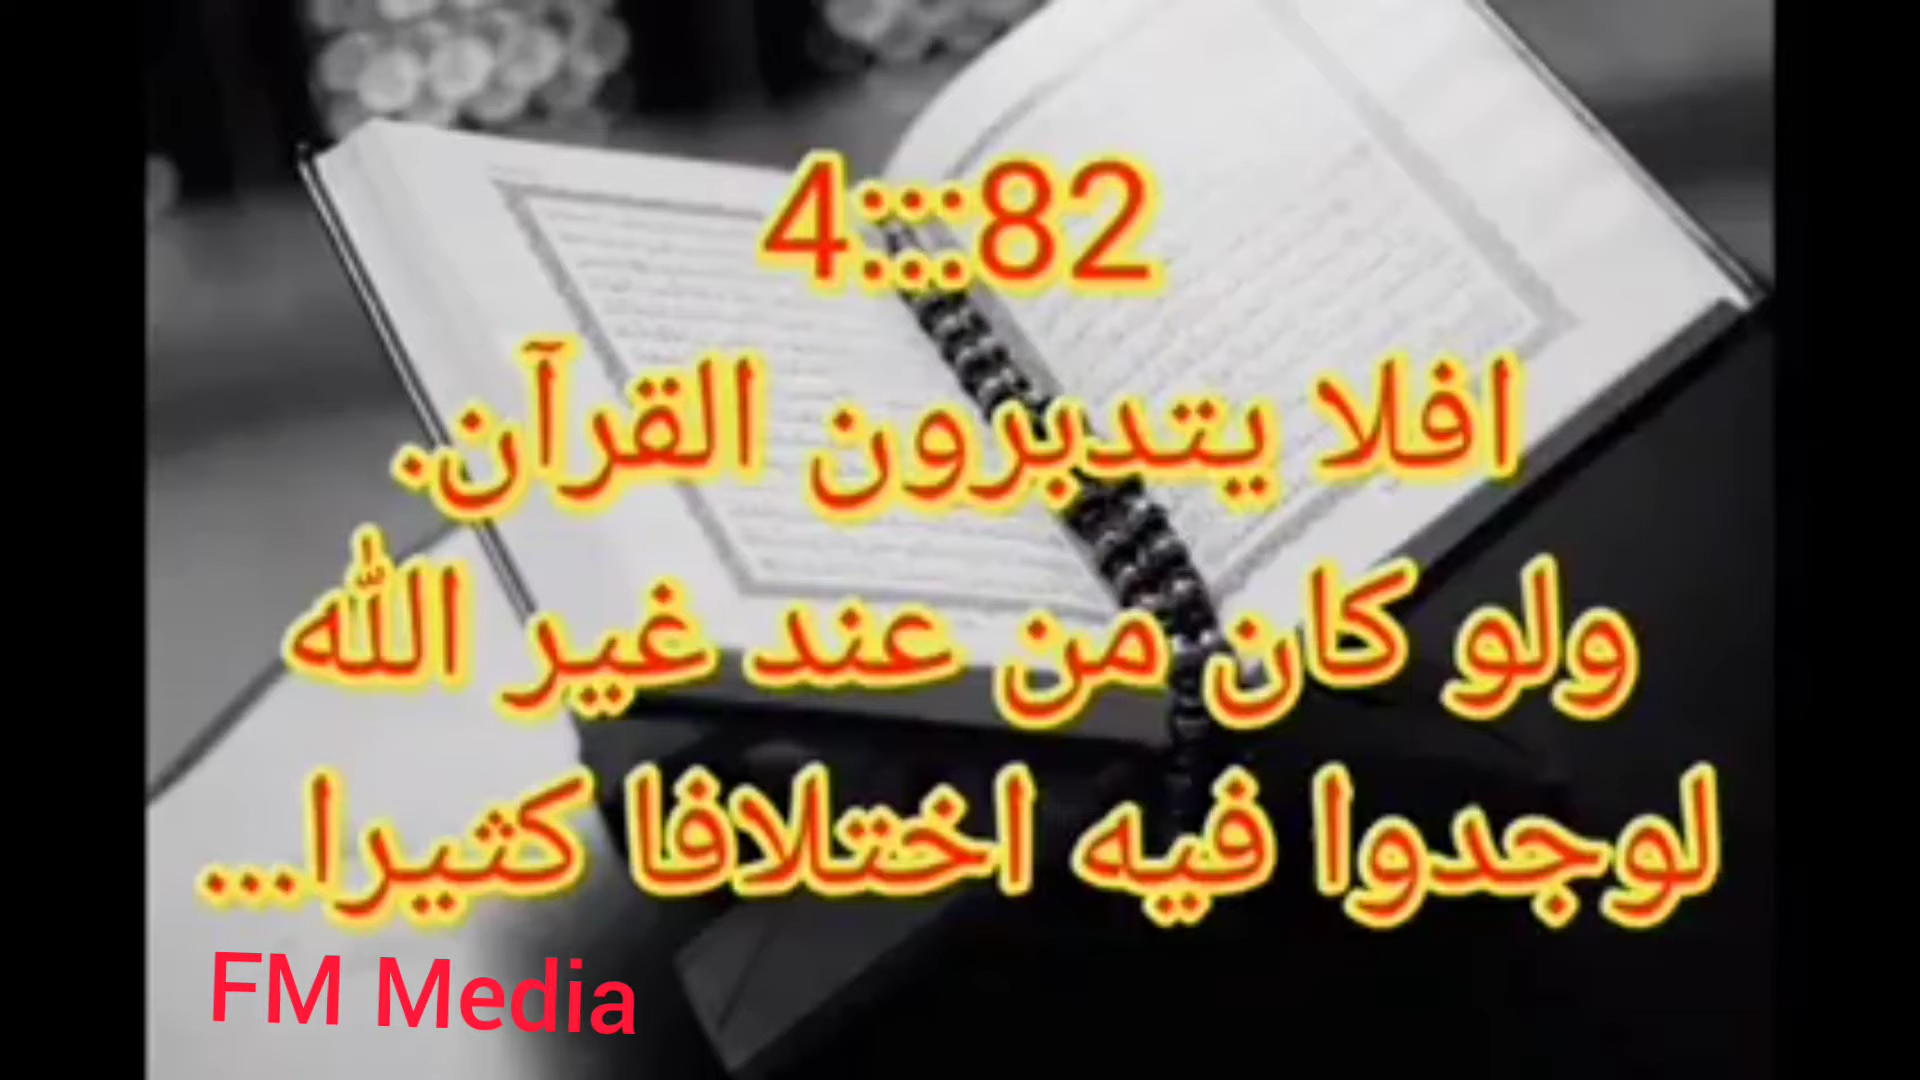 4::::82
افلا يتدبرون القرآن.
ولو كان من عند غير الله
لوجدوا فيه اختلافا كثيرا...
FM Media